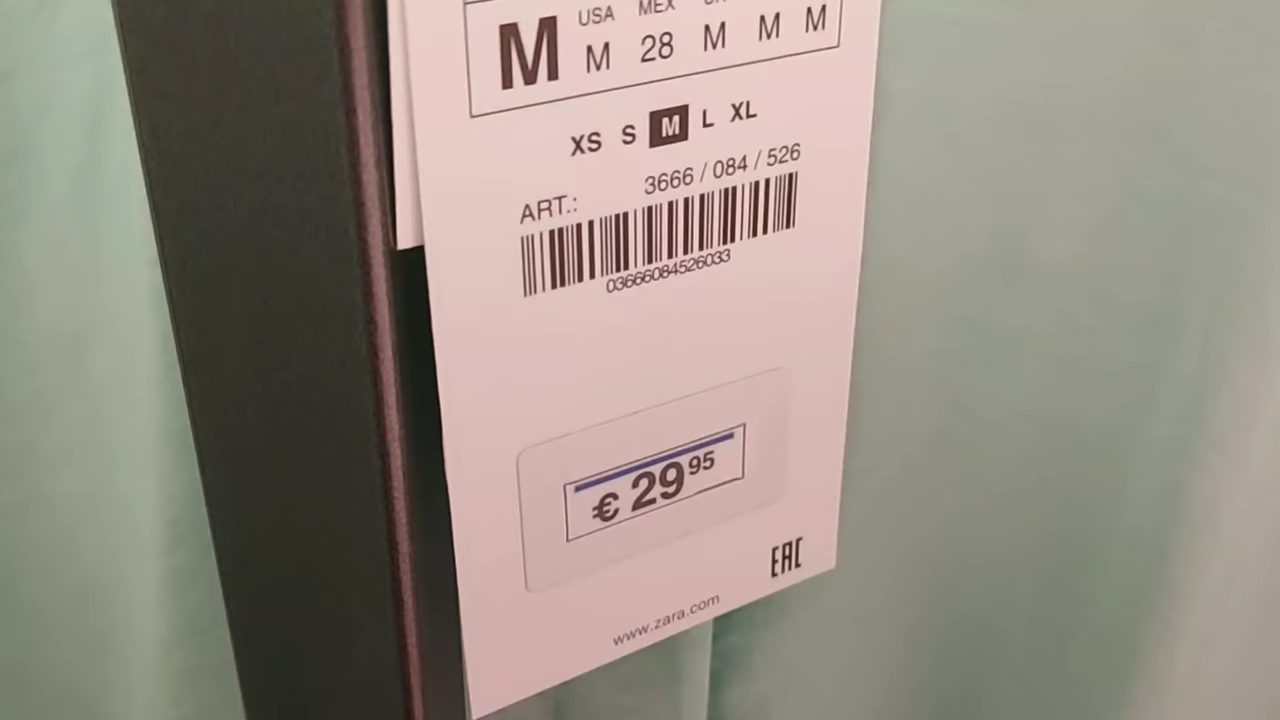 USA MEX
M M 28 M M M
XS S M L XL
ART.: 3666 / 084 / 526
03666084526033
€ 29 95
EAC
www.zara.com